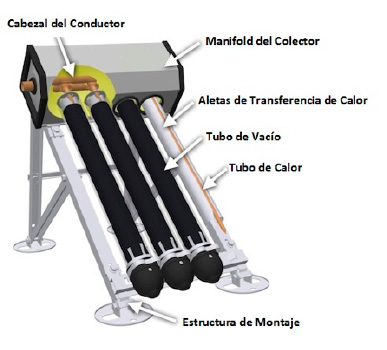 Cabezal del Conductor
Manifold del Colector
Aletas de Transferencia de Calor
Tubo de Vacío
Tubo de Calor
Estructura de Montaje